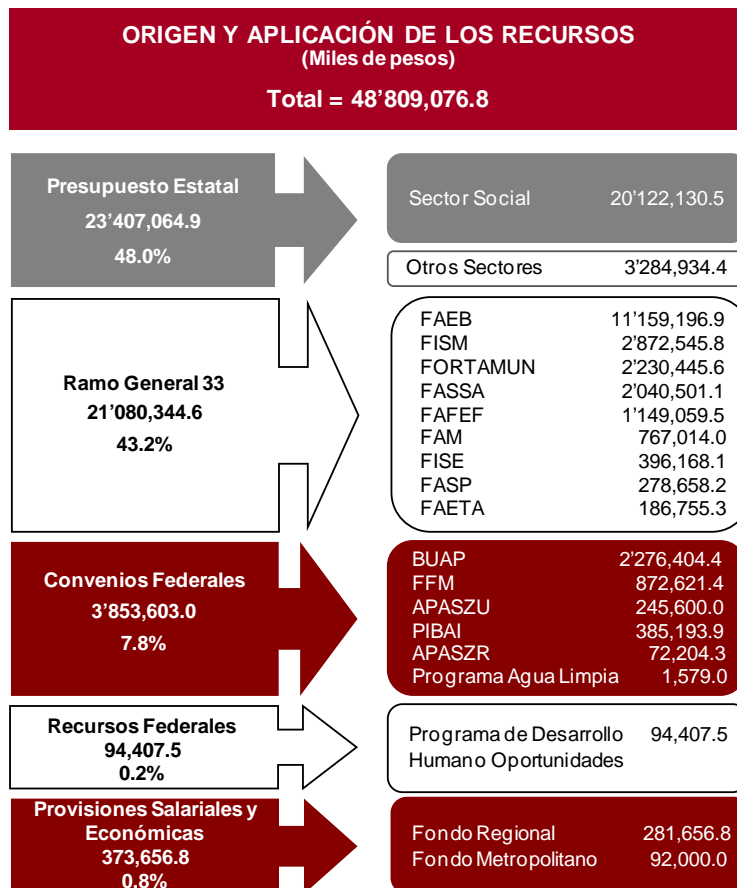 ORIGEN Y APLICACIÓN DE LOS RECURSOS
(Miles de pesos)
Total = 48’809,076.8
Presupuesto Estatal
23’407,064.9
48.0%
Sector Social 20’122,130.5
Otros Sectores 3’284,934.4
Ramo General 33
21’080,344.6
43.2%
FAEB 11’159,196.9
FISM 2’872,545.8
FORTAMUN 2’230,445.6
FASSA 2’040,501.1
FAFEF 1’149,059.5
FAM 767,014.0
FISE 396,168.1
FASP 278,658.2
FAETA 186,755.3
Convenios Federales
3’853,603.0
7.8%
BUAP 2’276,404.4
FFM 872,621.4
APASZU 245,600.0
PIBAI 385,193.9
APASZR 72,204.3
Programa Agua Limpia 1,579.0
Recursos Federales
94,407.5
0.2%
Programa de Desarrollo 94,407.5
Humano Oportunidades
Provisiones Salariales y
Económicas
373,656.8
0.8%
Fondo Regional 281,656.8
Fondo Metropolitano 92,000.0